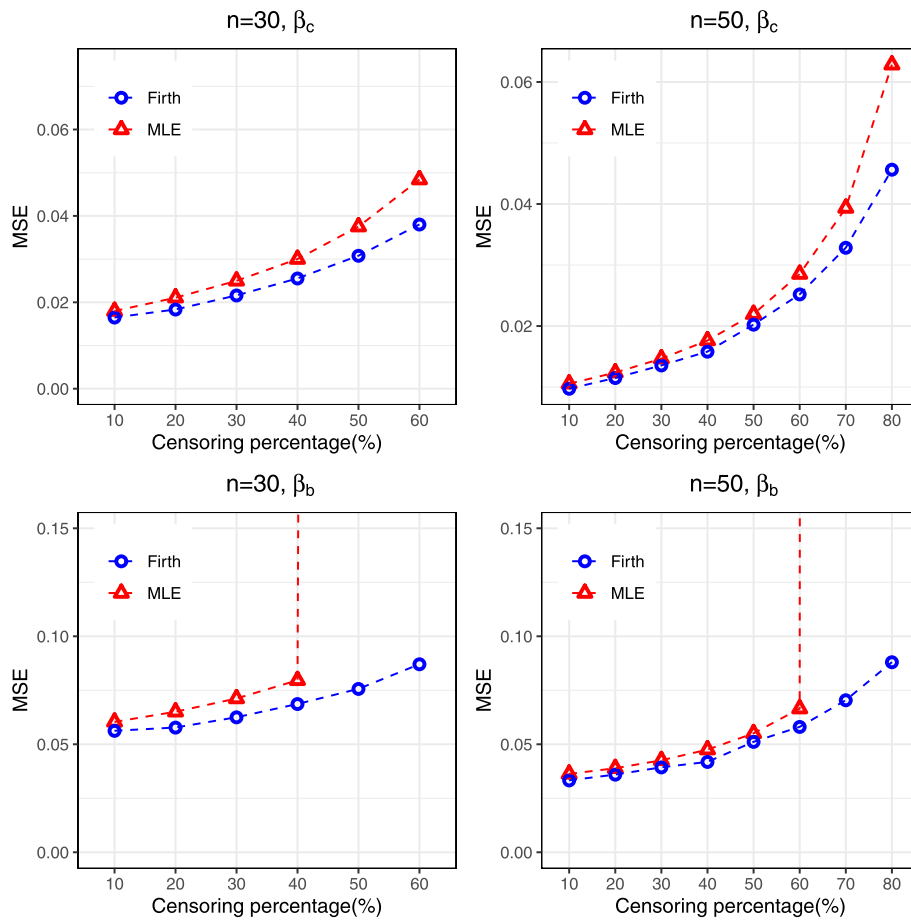 n=30, βc
0.06
0.04
0.02
0.00
MSE
Firth
MLE
10 20 30 40 50 60
Censoring percentage(%)
n=50, βc
0.06
0.04
0.02
MSE
Firth
MLE
10 20 30 40 50 60 70 80
Censoring percentage(%)
n=30, βb
0.15
0.10
0.05
0.00
MSE
Firth
MLE
10 20 30 40 50 60
Censoring percentage(%)
n=50, βb
0.15
0.10
0.05
0.00
MSE
Firth
MLE
10 20 30 40 50 60 70 80
Censoring percentage(%)